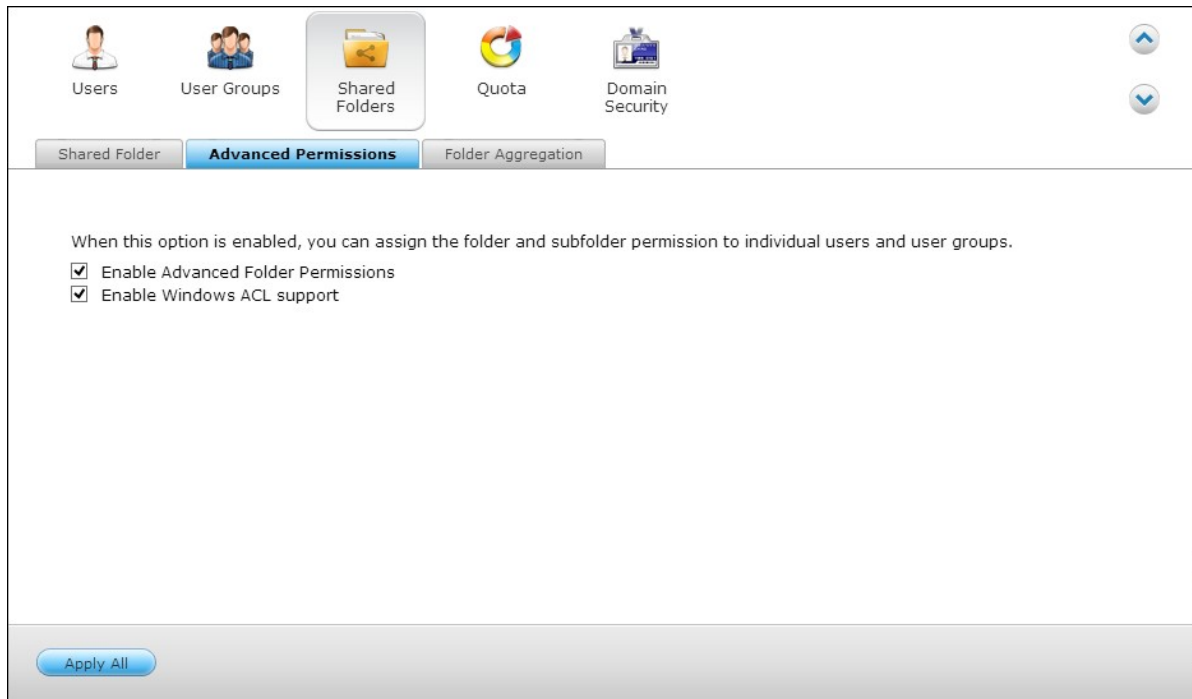 Users
User Groups
Shared
Folders
Quota
Domain
Security
Shared Folder
Advanced Permissions
Folder Aggregation
When this option is enabled, you can assign the folder and subfolder permission to individual users and user groups.
Enable Advanced Folder Permissions
Enable Windows ACL support
Apply All